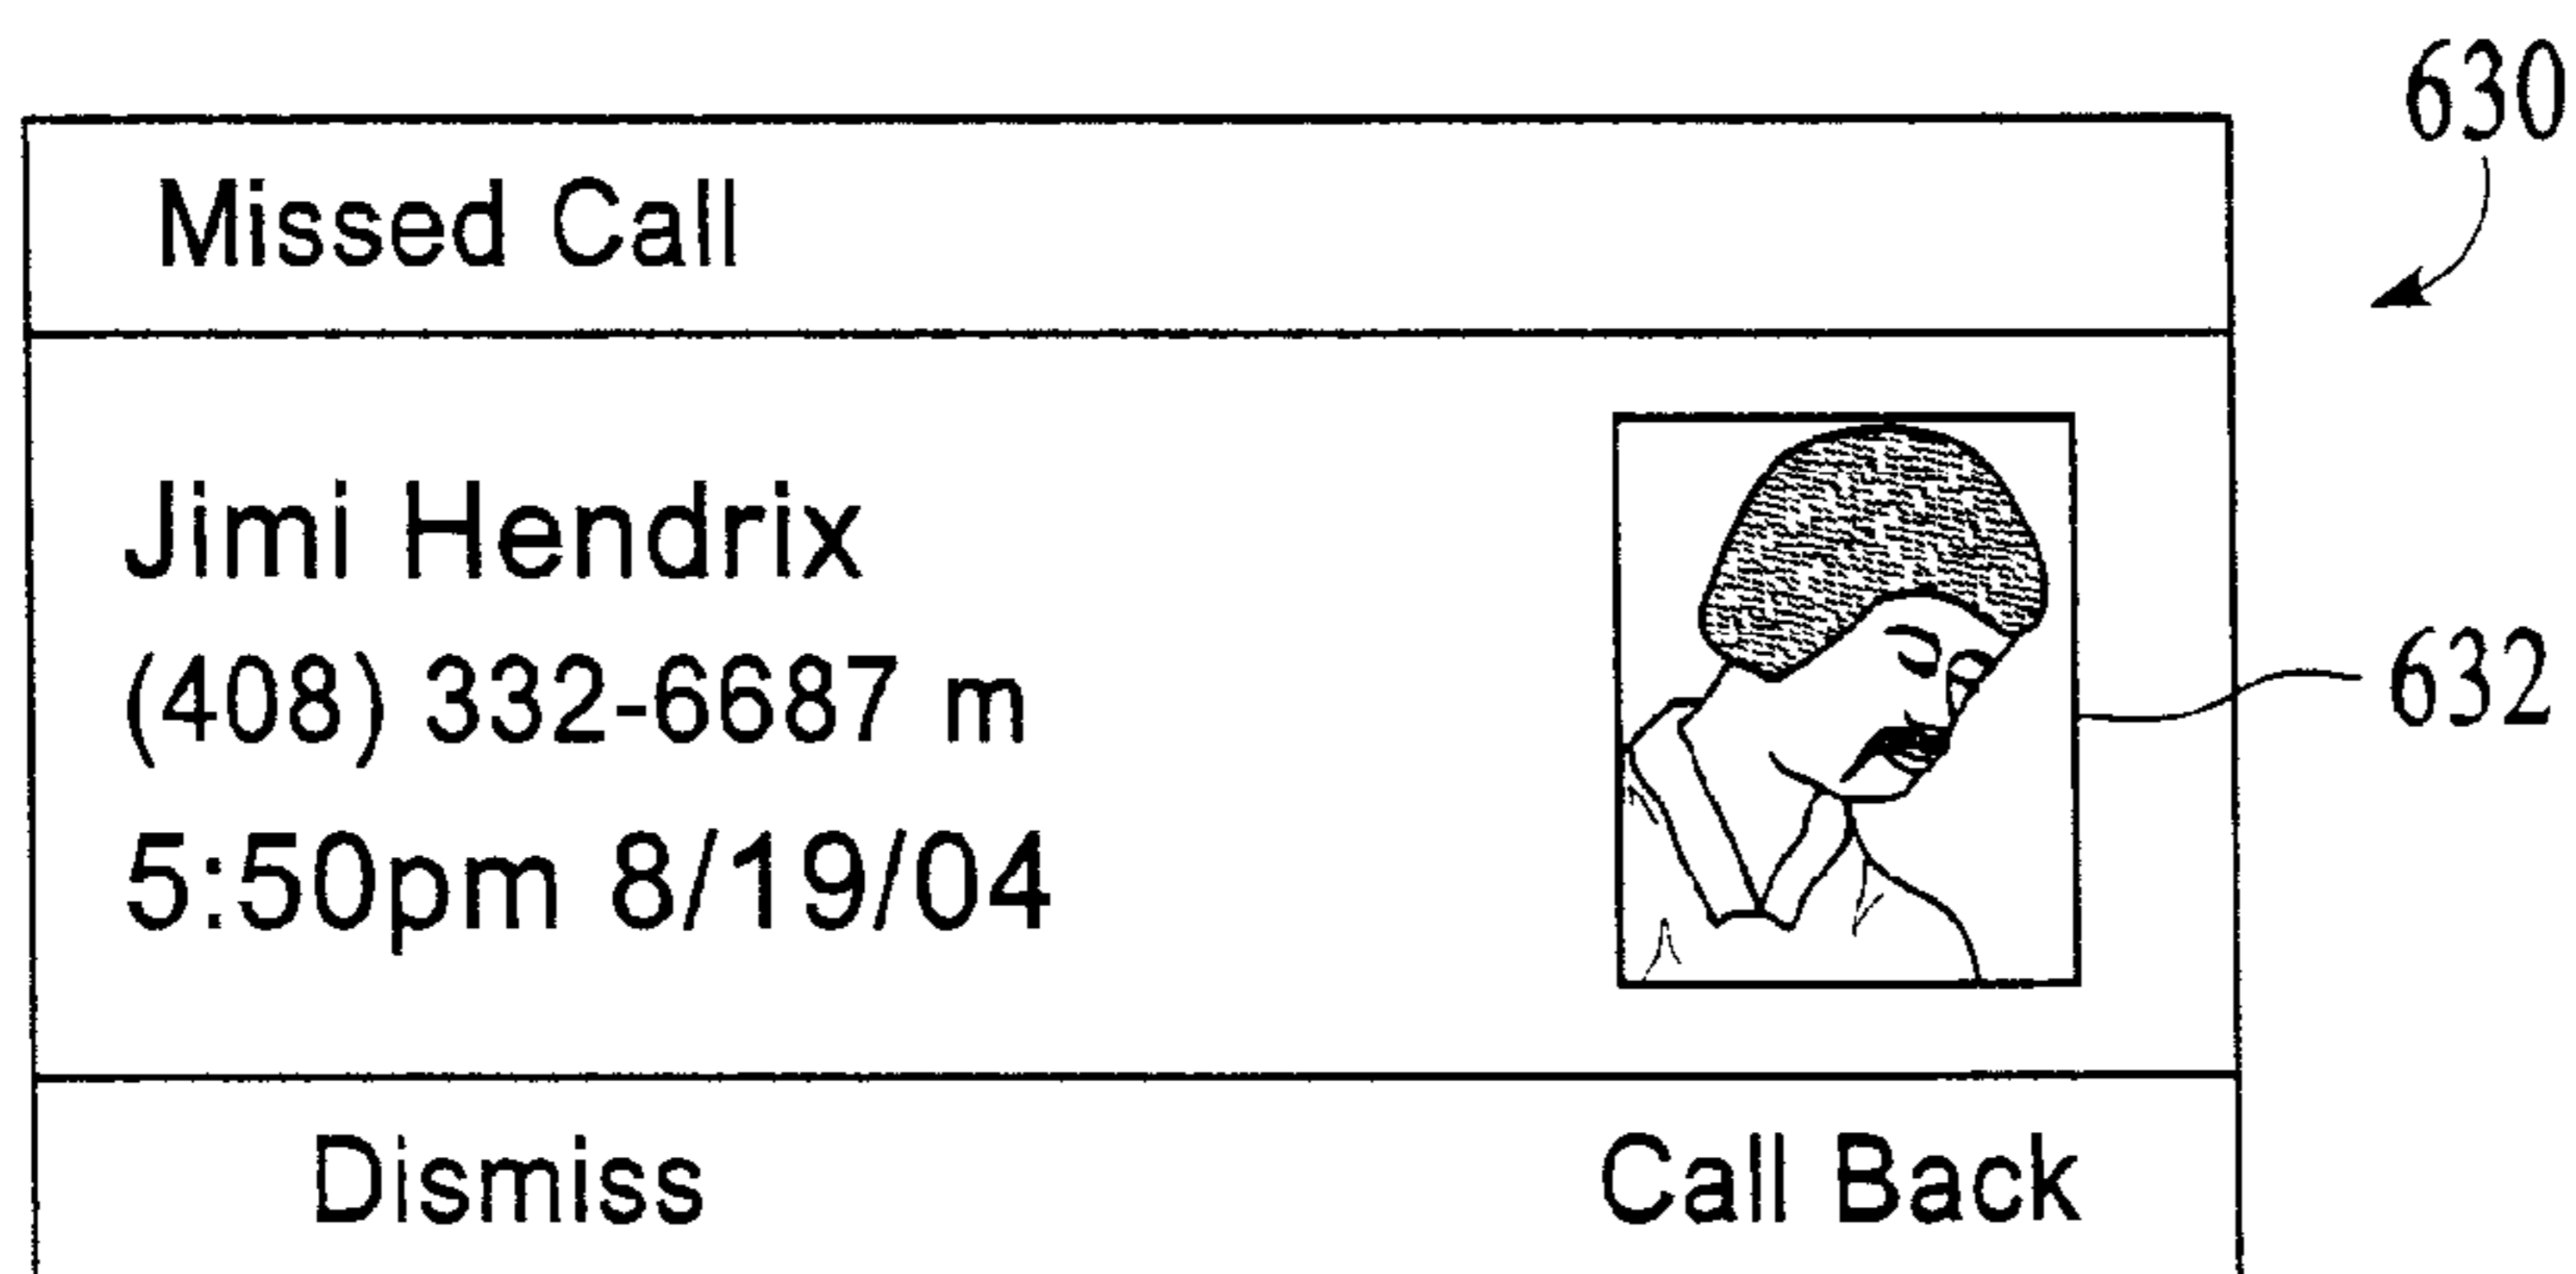 630
Missed Call
Jimi Hendrix
(408) 332-6687 m
632
5:50pm 8/19/04
Dismiss Call Back